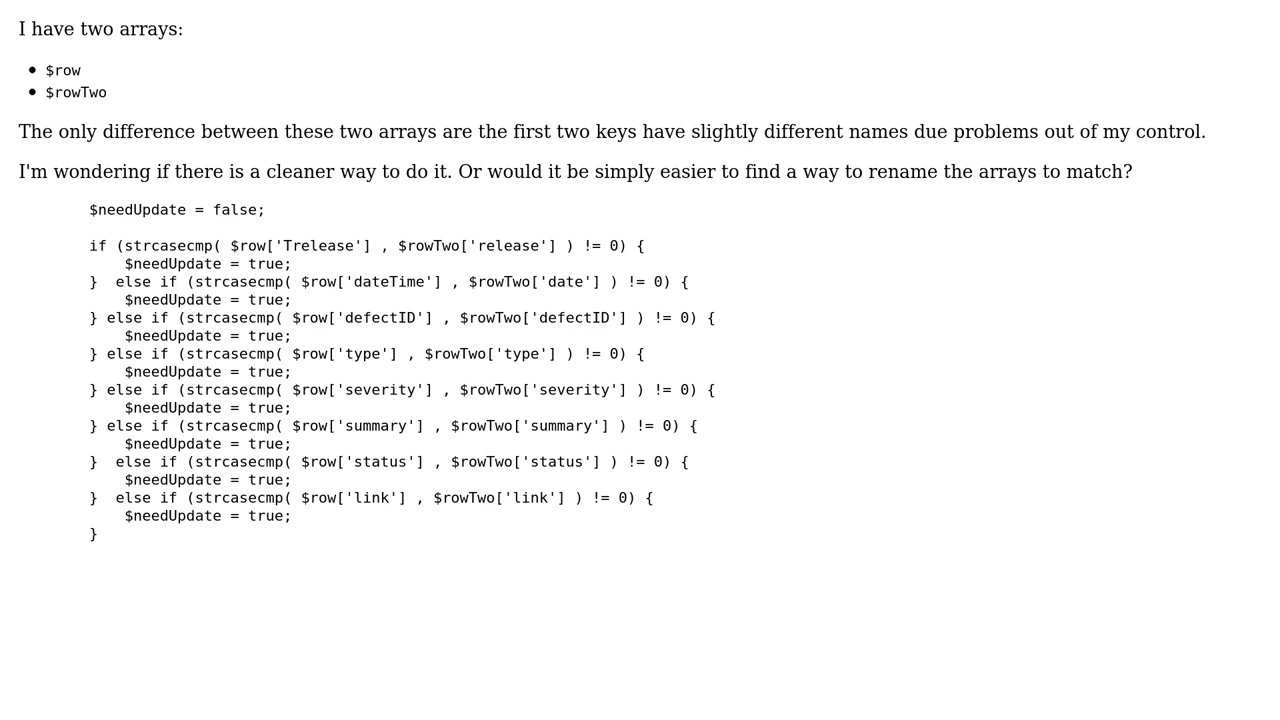 I have two arrays:
$row
$rowTwo
The only difference between these two arrays are the first two keys have slightly different names due problems out of my control.
I'm wondering if there is a cleaner way to do it. Or would it be simply easier to find a way to rename the arrays to match?
$needUpdate = false;
if (strcasecmp( $row['Trelease'] , $rowTwo['release'] ) != 0) {
    $needUpdate = true;
}  else if (strcasecmp( $row['dateTime'] , $rowTwo['date'] ) != 0) {
    $needUpdate = true;
} else if (strcasecmp( $row['defectID'] , $rowTwo['defectID'] ) != 0) {
    $needUpdate = true;
} else if (strcasecmp( $row['type'] , $rowTwo['type'] ) != 0) {
    $needUpdate = true;
} else if (strcasecmp( $row['severity'] , $rowTwo['severity'] ) != 0) {
    $needUpdate = true;
} else if (strcasecmp( $row['summary'] , $rowTwo['summary'] ) != 0) {
    $needUpdate = true;
}  else if (strcasecmp( $row['status'] , $rowTwo['status'] ) != 0) {
    $needUpdate = true;
}  else if (strcasecmp( $row['link'] , $rowTwo['link'] ) != 0) {
    $needUpdate = true;
}